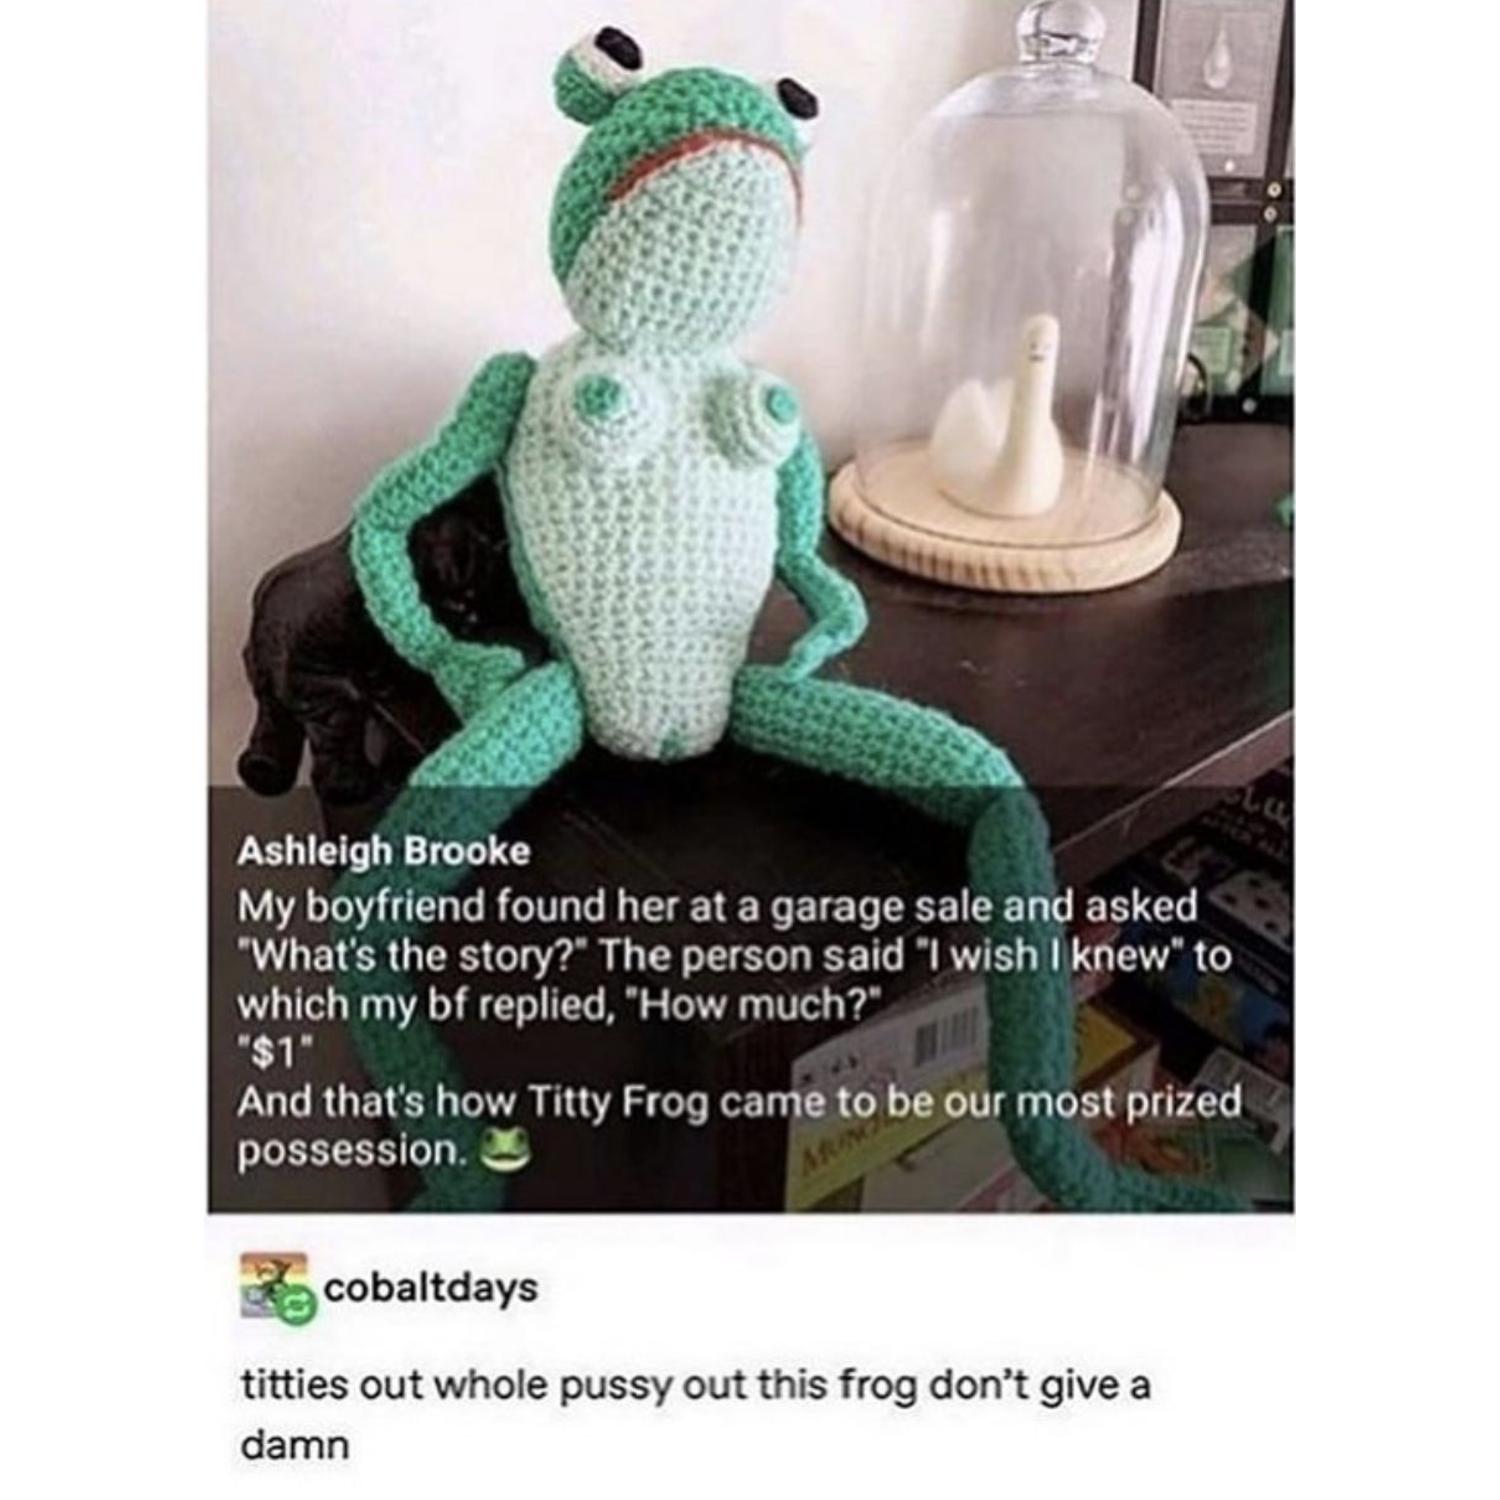 Ashleigh Brooke
My boyfriend found her at a garage sale and asked
"What's the story?" The person said "I wish I knew" to
which my bf replied, "How much?"
"$1"
And that's how Titty Frog came to be our most prized
possession. 🐸
cobaltdays
titties out whole pussy out this frog don't give a
damn